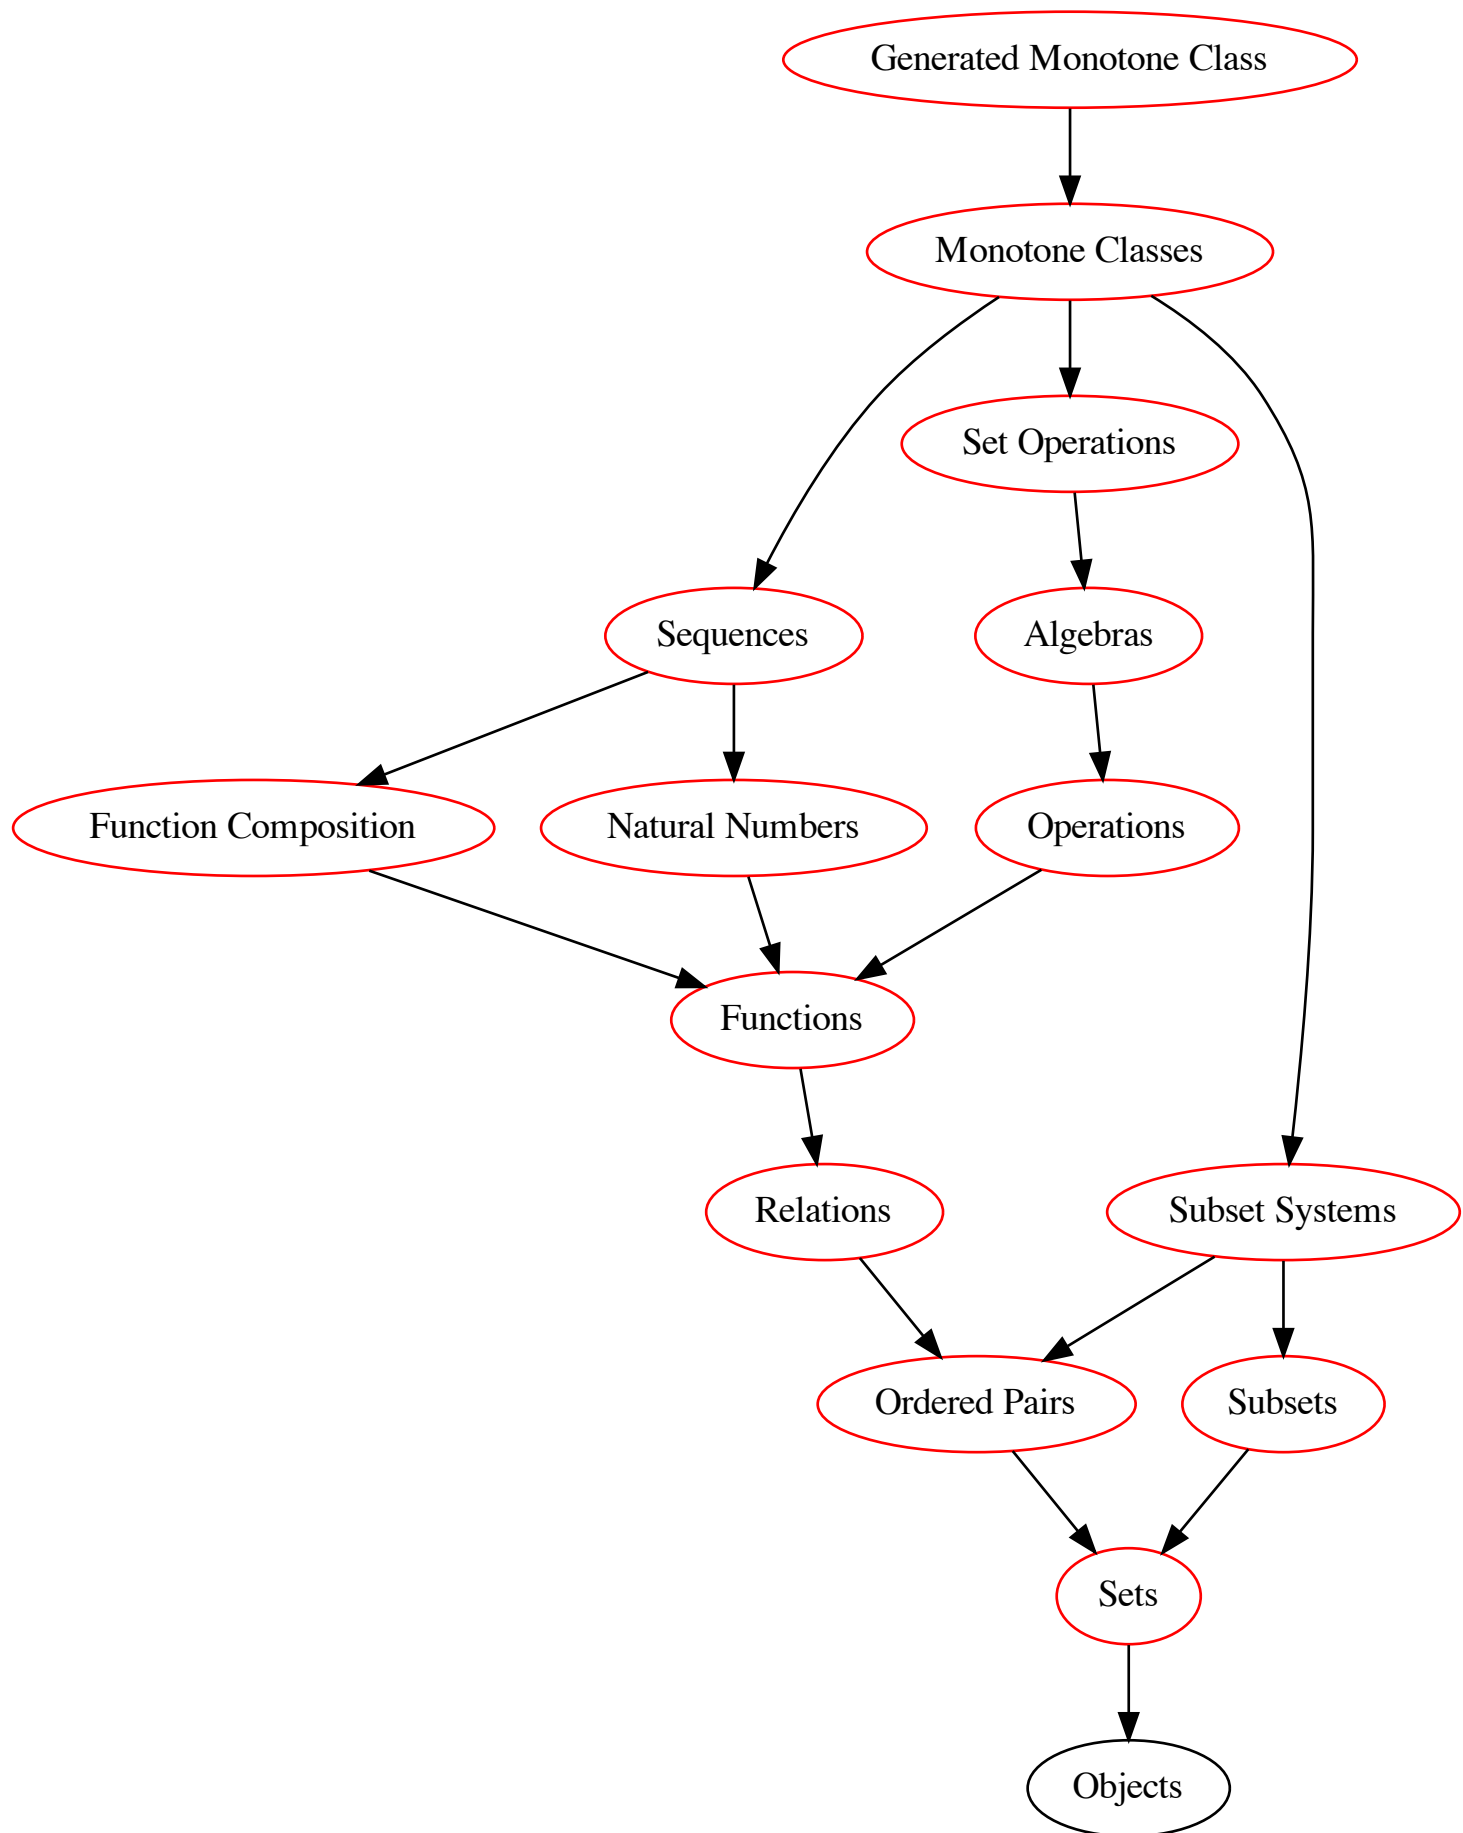 Generated Monotone Class
Monotone Classes
Set Operations
Sequences
Algebras
Function Composition
Natural Numbers
Operations
Functions
Relations
Subset Systems
Ordered Pairs
Subsets
Sets
Objects